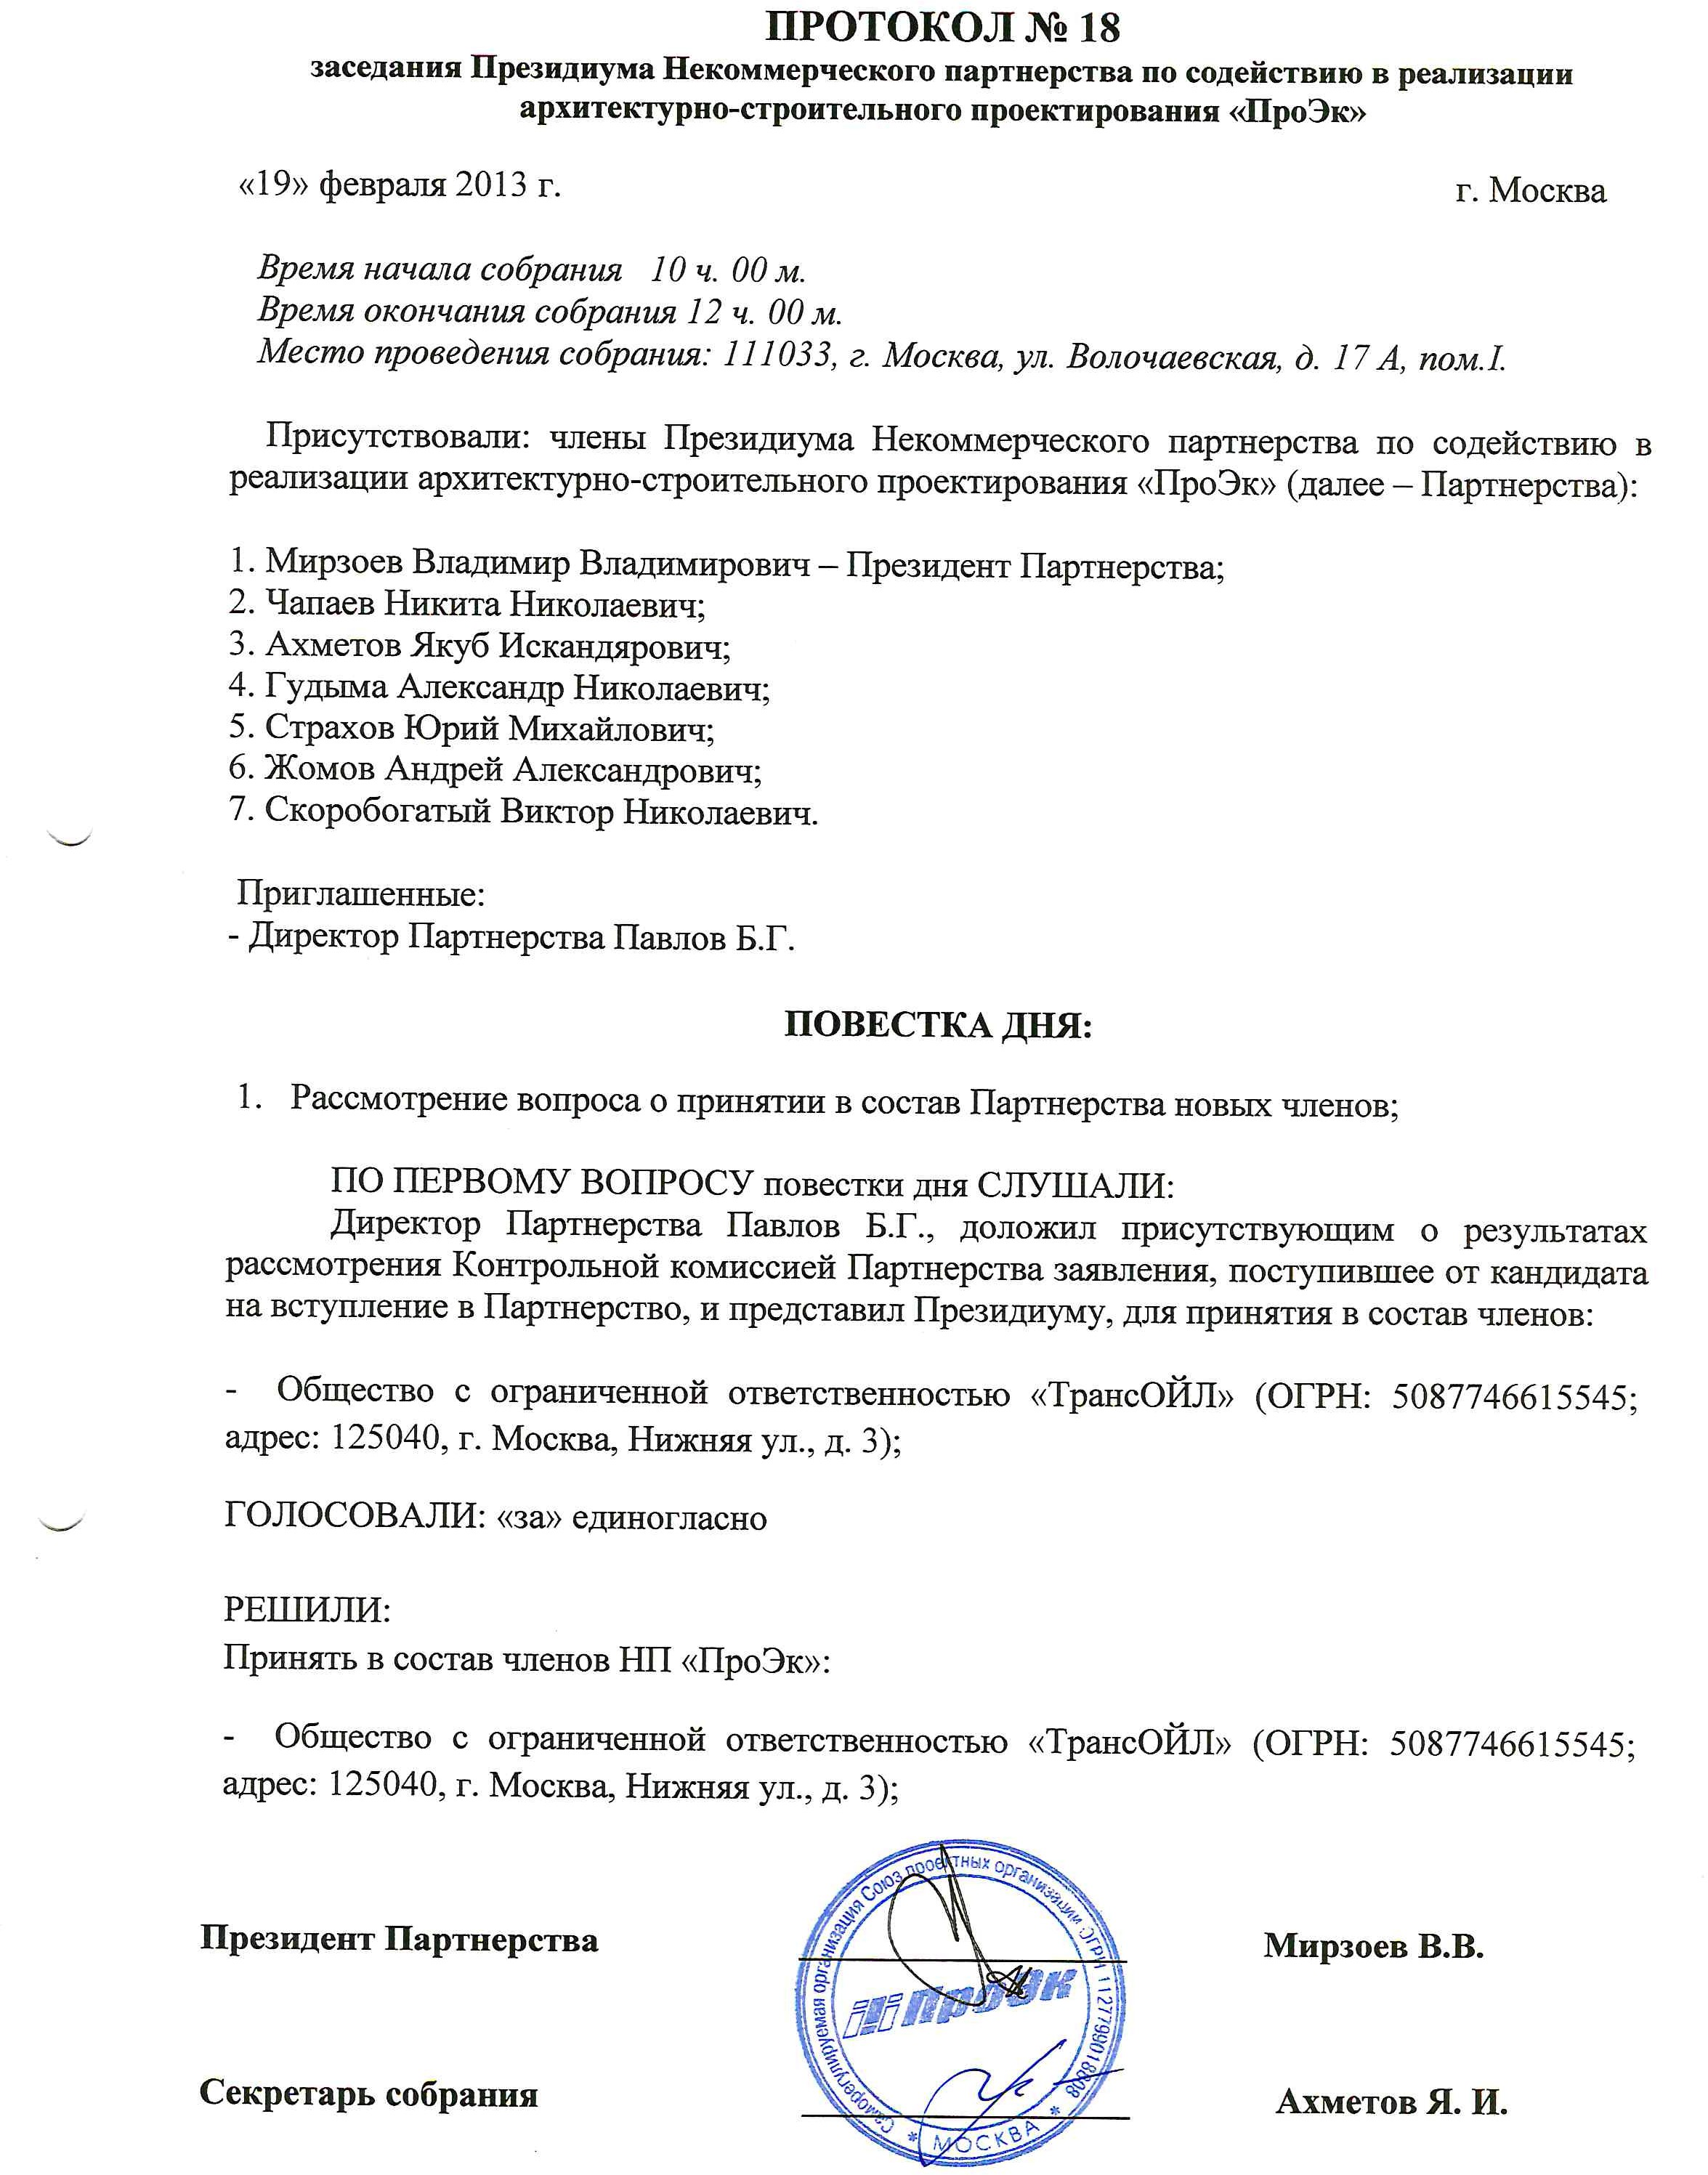 ПРОТОКОЛ № 18
заседания Президиума Некоммерческого партнерства по содействию в реализации
архитектурно-строительного проектирования «ПроЭк»
«19» февраля 2013 г. г. Москва
Время начала собрания 10 ч. 00 м.
Время окончания собрания 12 ч. 00 м.
Место проведения собрания: 111033, г. Москва, ул. Волочаевская, д. 17 А, пом.I.
Присутствовали: члены Президиума Некоммерческого партнерства по содействию в
реализации архитектурно-строительного проектирования «ПроЭк» (далее – Партнерства):
1. Мирзоев Владимир Владимирович – Президент Партнерства;
2. Чапаев Никита Николаевич;
3. Ахметов Якуб Искандярович;
4. Гудыма Александр Николаевич;
5. Страхов Юрий Михайлович;
6. Жомов Андрей Александрович;
7. Скоробогатый Виктор Николаевич.
Приглашенные:
- Директор Партнерства Павлов Б.Г.
ПОВЕСТКА ДНЯ:
1. Рассмотрение вопроса о принятии в состав Партнерства новых членов;
ПО ПЕРВОМУ ВОПРОСУ повестки дня СЛУШАЛИ:
Директор Партнерства Павлов Б.Г., доложил присутствующим о результатах
рассмотрения Контрольной комиссией Партнерства заявления, поступившее от кандидата
на вступление в Партнерство, и представил Президиуму, для принятия в состав членов:
- Общество с ограниченной ответственностью «ТрансОЙЛ» (ОГРН: 5087746615545;
адрес: 125040, г. Москва, Нижняя ул., д. 3);
ГОЛОСОВАЛИ: «за» единогласно
РЕШИЛИ:
Принять в состав членов НП «ПроЭк»:
- Общество с ограниченной ответственностью «ТрансОЙЛ» (ОГРН: 5087746615545;
адрес: 125040, г. Москва, Нижняя ул., д. 3);
Президент Партнерства Мирзоев В.В.
Саморегулируемая организация Союз проектных организаций ОГРН 1127799018808
ПроЭк
* МОСКВА *
Секретарь собрания Ахметов Я. И.